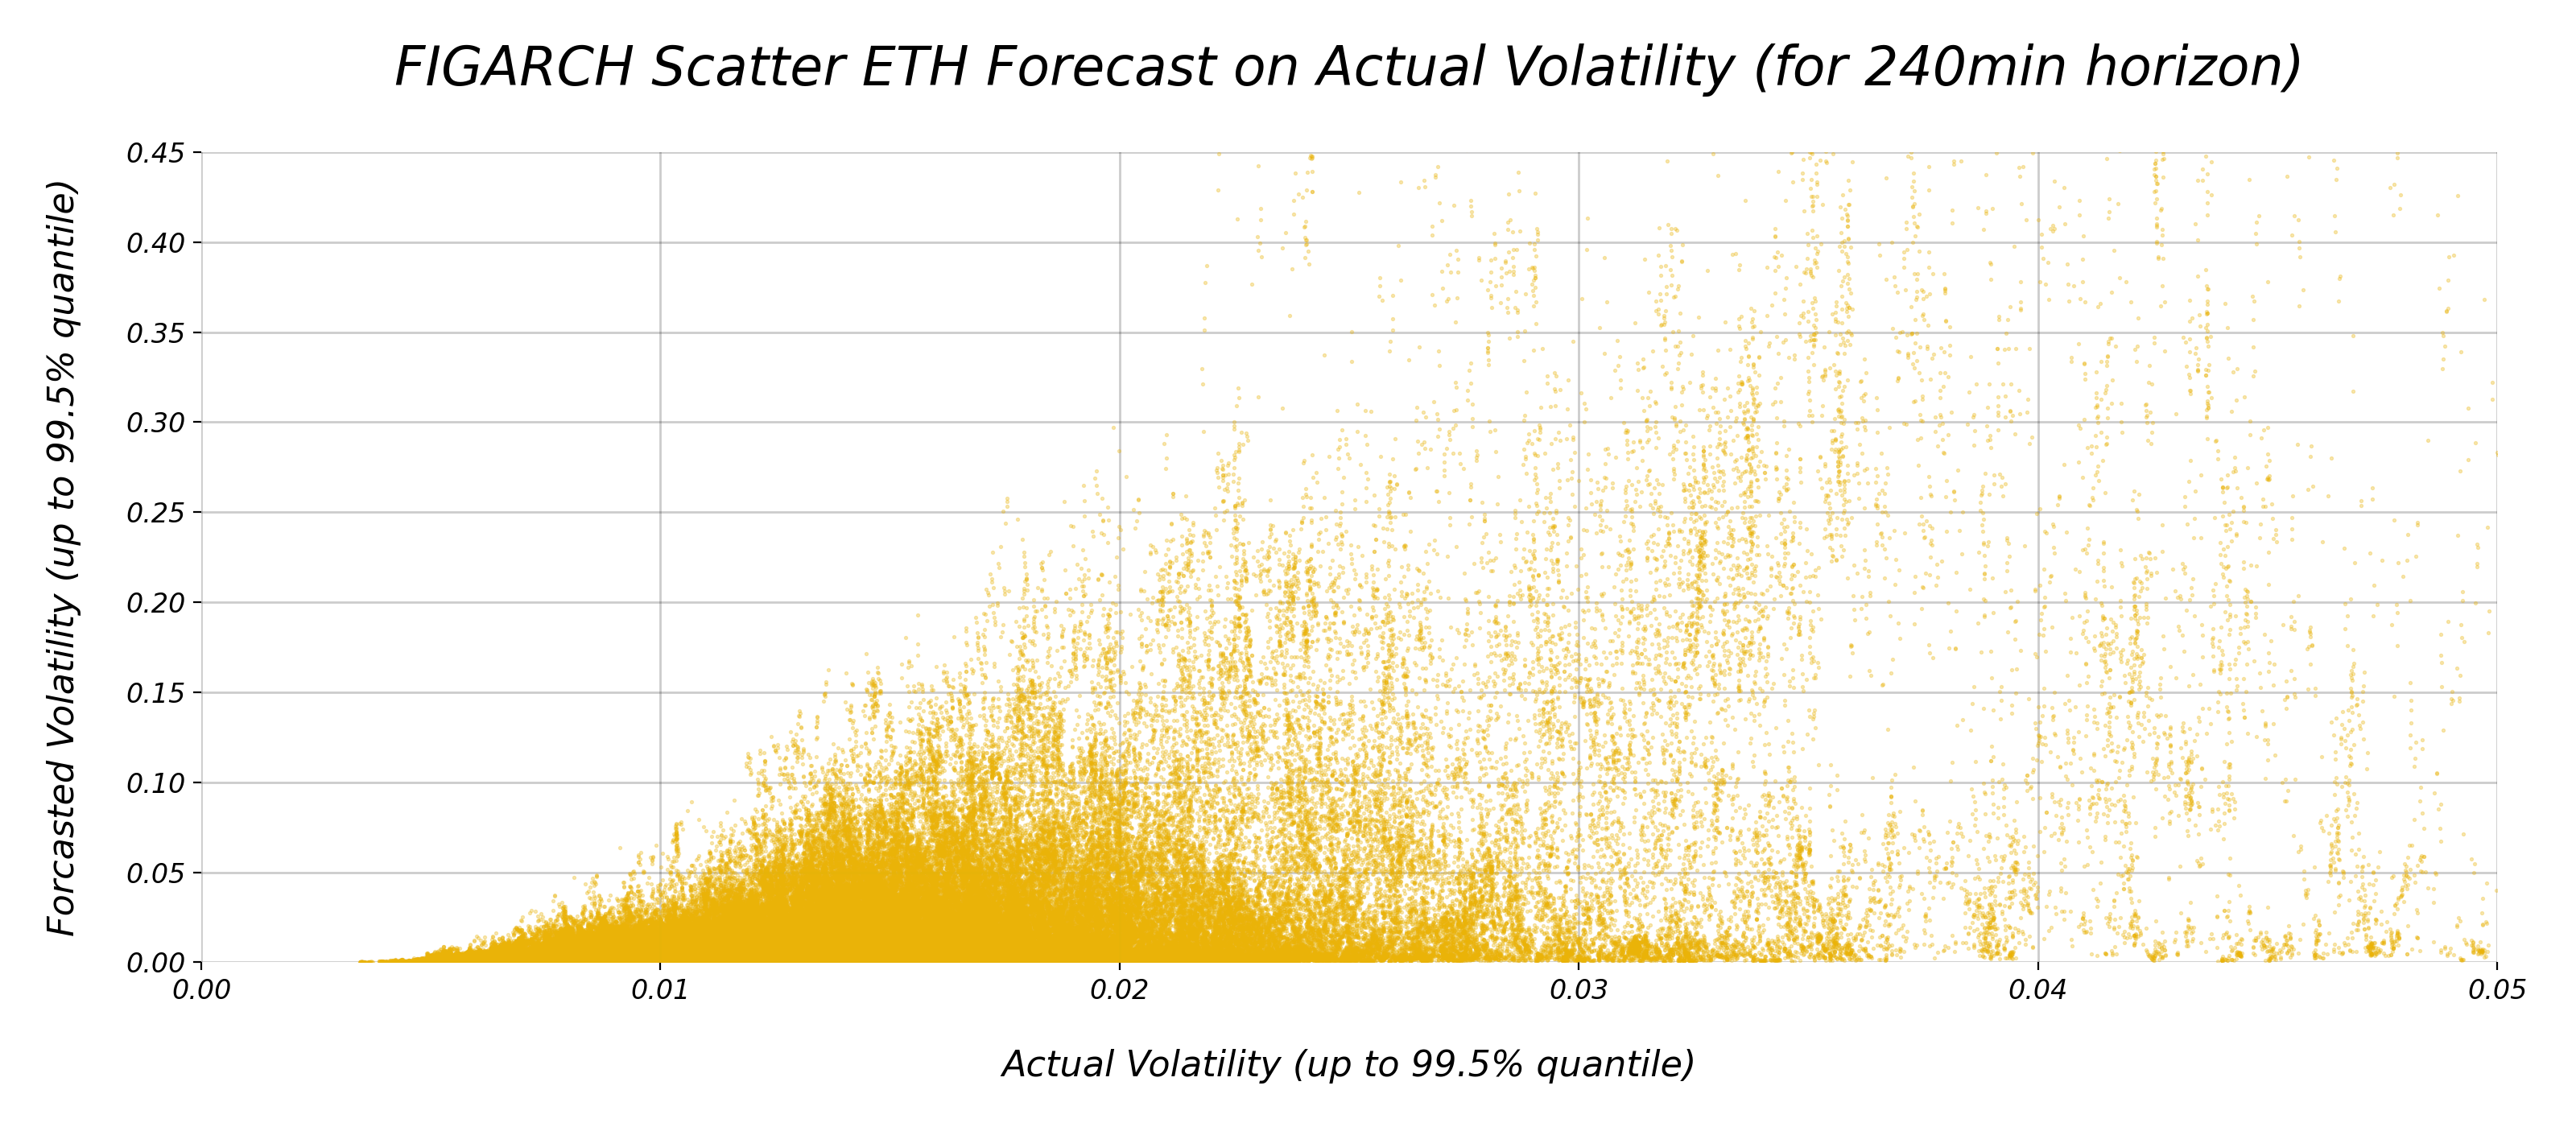 FIGARCH Scatter ETH Forecast on Actual Volatility (for 240min horizon)
Forcasted Volatility (up to 99.5% quantile)
0.45
0.40
0.35
0.30
0.25
0.20
0.15
0.10
0.05
0.00
0.00 0.01 0.02 0.03 0.04 0.05
Actual Volatility (up to 99.5% quantile)